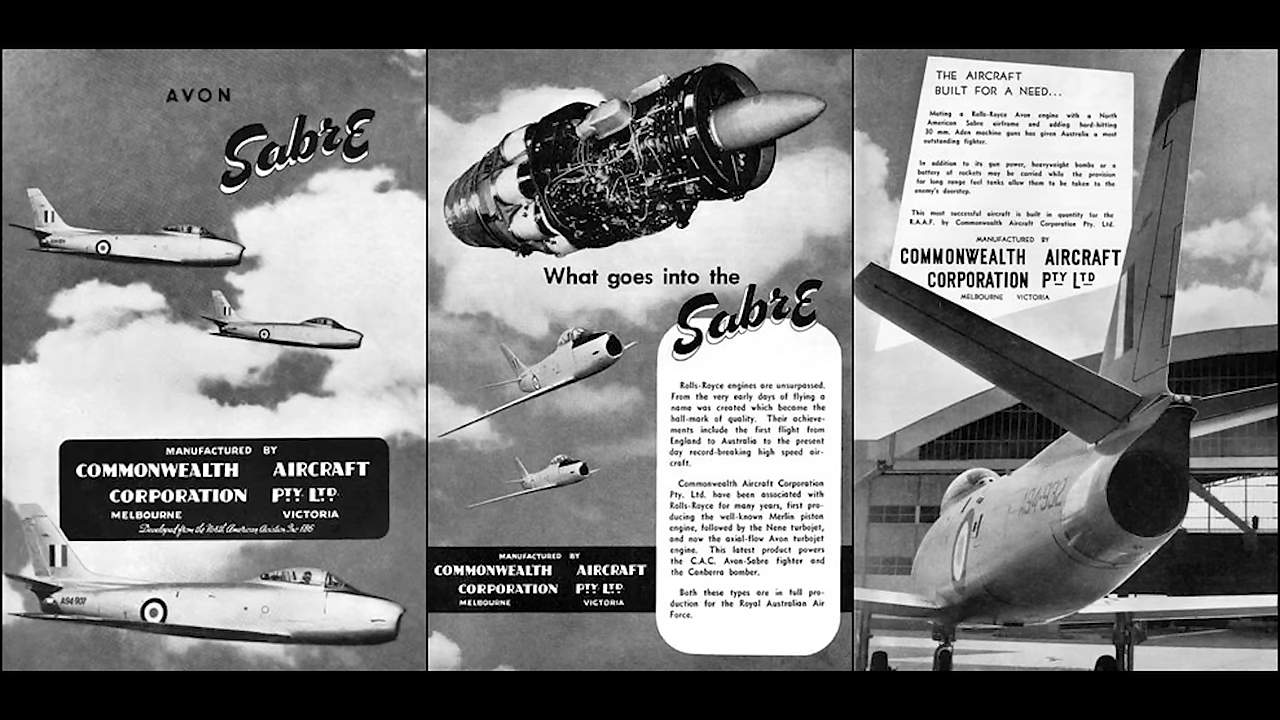 AVON
SabrE
MANUFACTURED BY
COMMONWEALTH AIRCRAFT
CORPORATION PTY. LTD.
MELBOURNE VICTORIA
Developed from the North American Aviation Inc F86
A94-907
What goes into the
SabrE
Rolls-Royce engines are unsurpassed.
From the very early days of flying a
name was created which became the
hall-mark of quality. Their achieve-
ments include the first flight from
England to Australia to the present
day record-breaking high speed air-
craft.
Commonwealth Aircraft Corporation
Pty. Ltd. have been associated with
Rolls-Royce for many years, first pro-
ducing the well-known Merlin piston
engine, followed by the Nene turbojet,
and now the axial-flow Avon turbojet
engine. This latest product powers
the C.A.C. Avon-Sabre fighter and
the Canberra bomber.
Both these types are in full pro-
duction for the Royal Australian Air
Force.
MANUFACTURED BY
COMMONWEALTH AIRCRAFT
CORPORATION PTY. LTD.
MELBOURNE VICTORIA
THE AIRCRAFT
BUILT FOR A NEED...
Mating a Rolls-Royce Avon engine with a North
American Sabre airframe and adding hard-hitting
30 mm. Aden machine guns has given Australia a most
outstanding fighter.
In addition to its gun power, heavyweight bombs or a
battery of rockets may be carried while the provision
for long range fuel tanks allow them to be taken to the
enemy's doorstep.
This most successful aircraft is built in quantity for the
R.A.A.F. by Commonwealth Aircraft Corporation Pty. Ltd.
MANUFACTURED BY
COMMONWEALTH AIRCRAFT
CORPORATION PTY LTD
MELBOURNE VICTORIA
A94-932